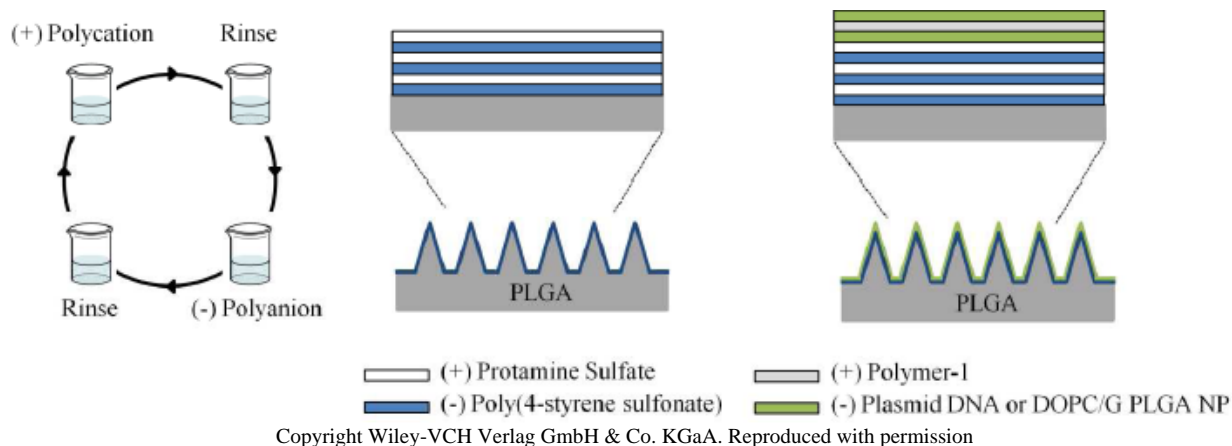 (+) Polycation
Rinse
Rinse
(-) Polyanion
PLGA
PLGA
(+) Protamine Sulfate
(-) Poly(4-styrene sulfonate)
(+) Polymer-1
(-) Plasmid DNA or DOPC/G PLGA NP
Copyright Wiley-VCH Verlag GmbH & Co. KGaA. Reproduced with permission